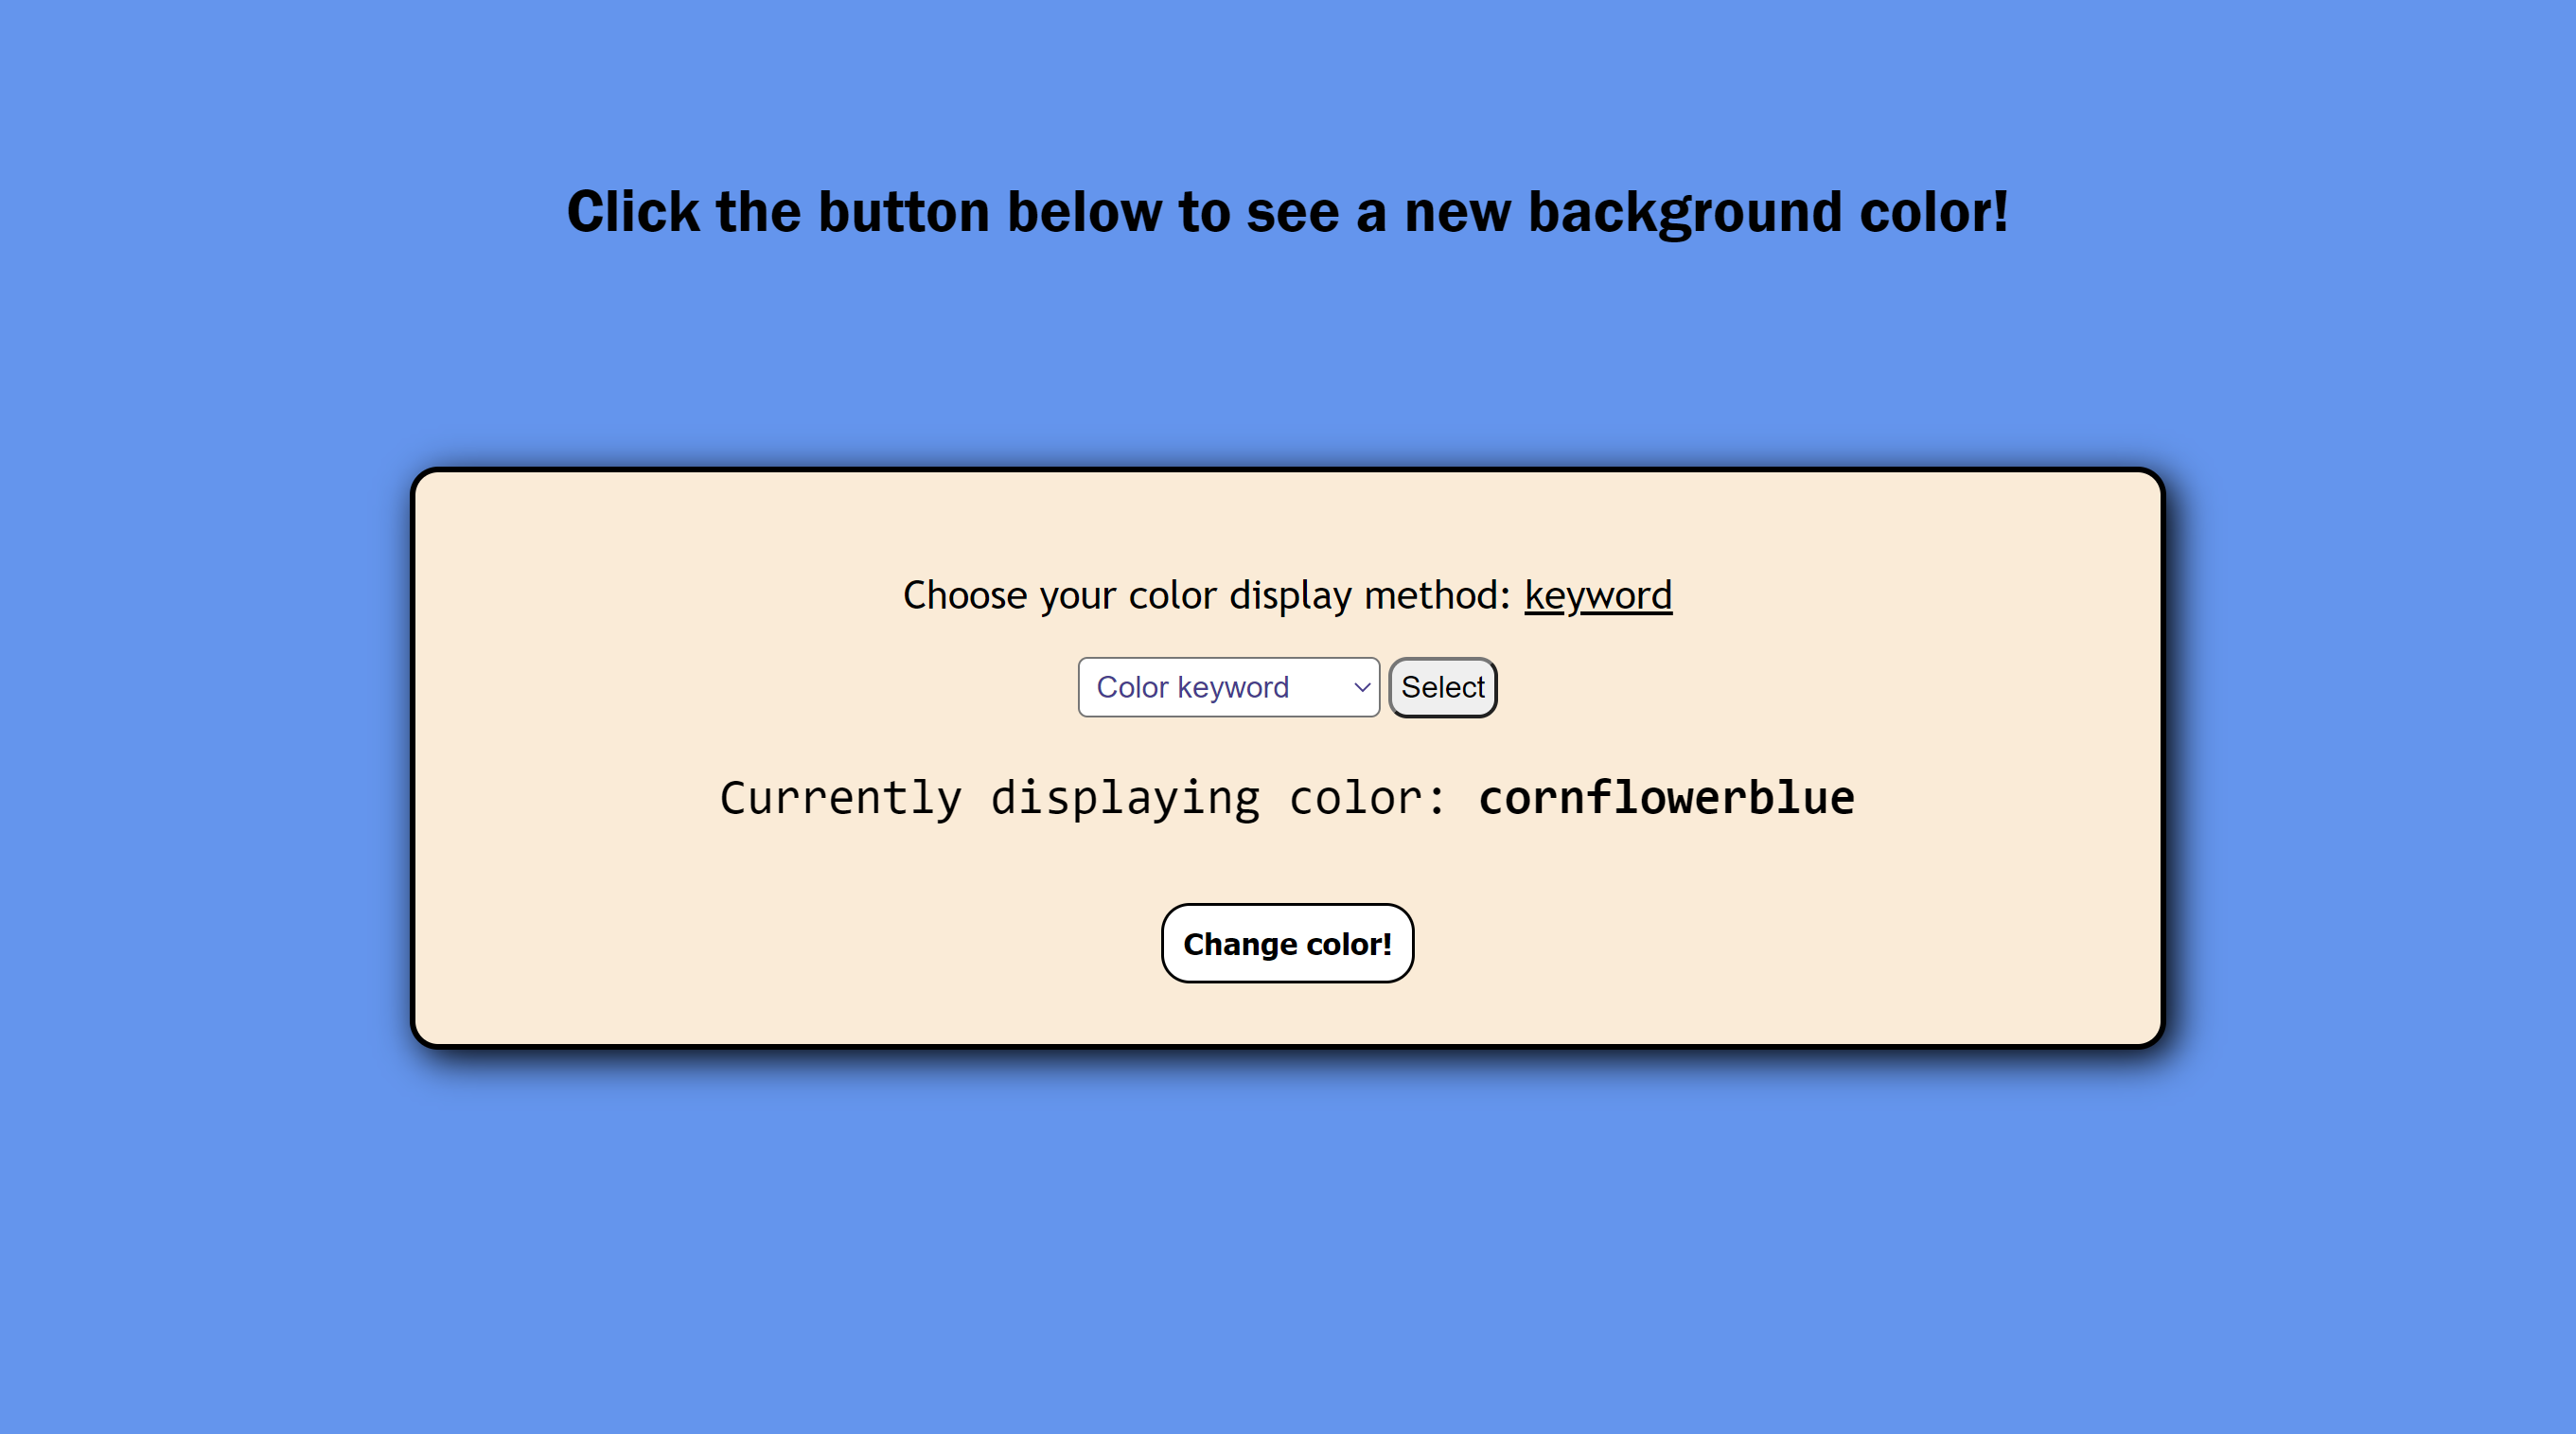 Click the button below to see a new background color!
Choose your color display method: keyword
Color keyword Select
Currently displaying color: cornflowerblue
Change color!